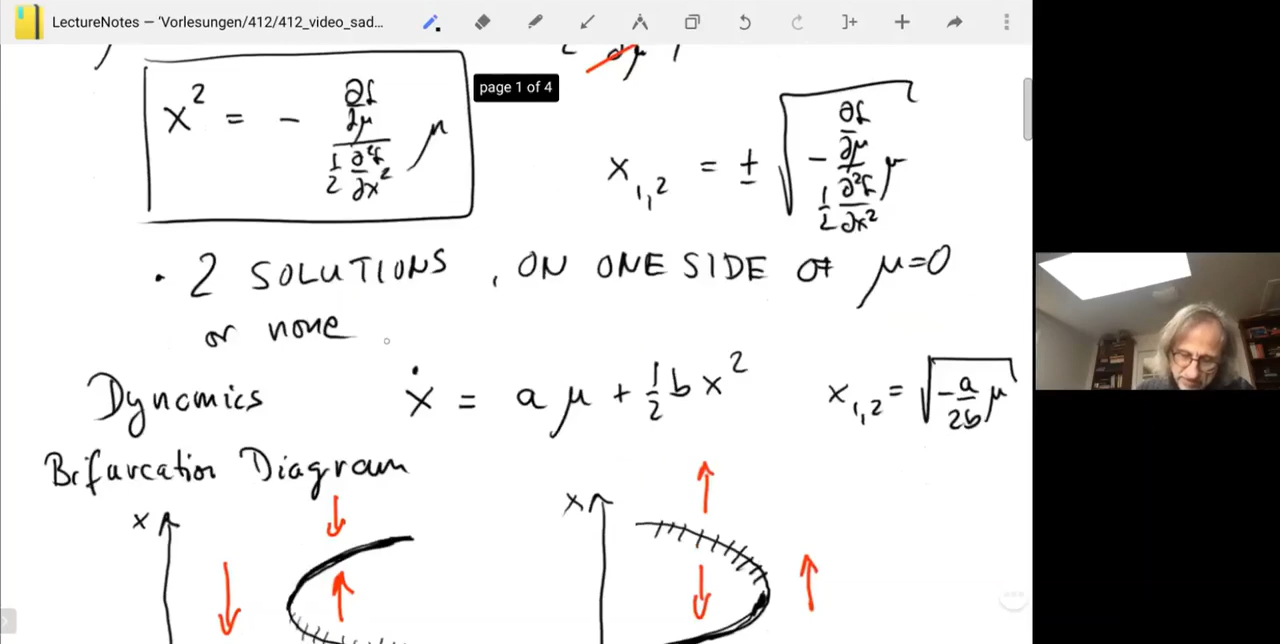 LectureNotes — 'Vorlesungen/412/412_video_sad…
page 1 of 4
x² = - (∂f/∂μ)/(1/2 ∂²f/∂x²) μ
x₁,₂ = ± √(- (∂f/∂μ)/(1/2 ∂²f/∂x²) μ)
• 2 SOLUTIONS, ON ONE SIDE OF μ=0
or none
Dynamics ẋ = aμ + 1/2 b x² x₁,₂ = √(-a/2b μ)
Bifurcation Diagram
x
x